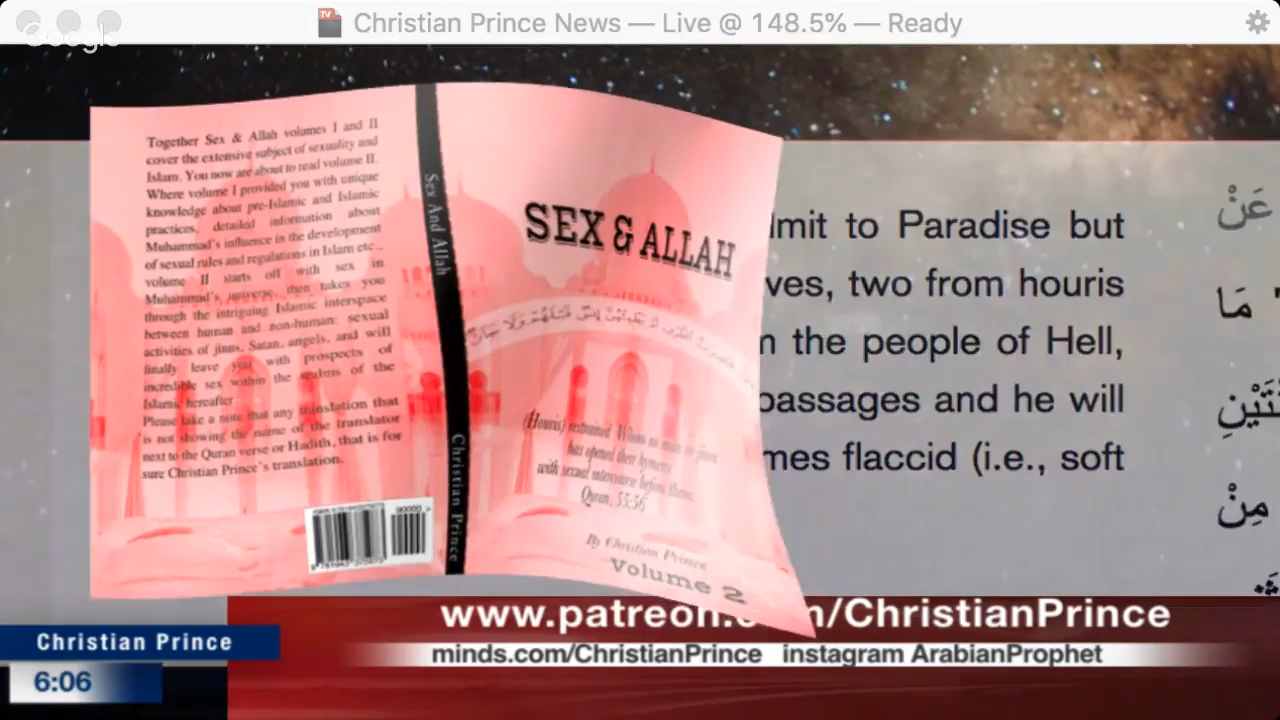 Google
TV
Christian Prince News — Live @ 148.5% — Ready
Together Sex & Allah volumes I and II
cover the extensive subject of sexuality and
Islam. You now are about to read volume II.
Where volume I provided you with unique
knowledge about pre-Islamic and Islamic
practices, detailed information about
Muhammad's influence in the development
of sexual rules and regulations in Islam etc...
volume II starts off with sex in
Muhammad's universe, then takes you
through the intriguing Islamic interspace
between human and non-human: sexual
activities of jinns, Satan, angels, and will
finally leave you with prospects of
incredible sex within the realms of the
Islamic hereafter.
Please take a note that any translation that
is not showing the name of the translator
next to the Quran verse or Hadith, that is for
sure Christian Prince's translation.
Sex And Allah
Christian Prince
SEX & ALLAH
(Houris) restrained Whom no man or jinn
has opened their hymens
with sexual intercourse before them.
Quran, 55:56
By Christian Prince
Volume 2
lmit to Paradise but
ves, two from houris
the people of Hell,
passages and he will
mes flaccid (i.e., soft
عَنْ
مَا
مِنْ
www.patreon.c m/ChristianPrince
minds.com/ChristianPrince instagram ArabianProphet
Christian Prince
6:06